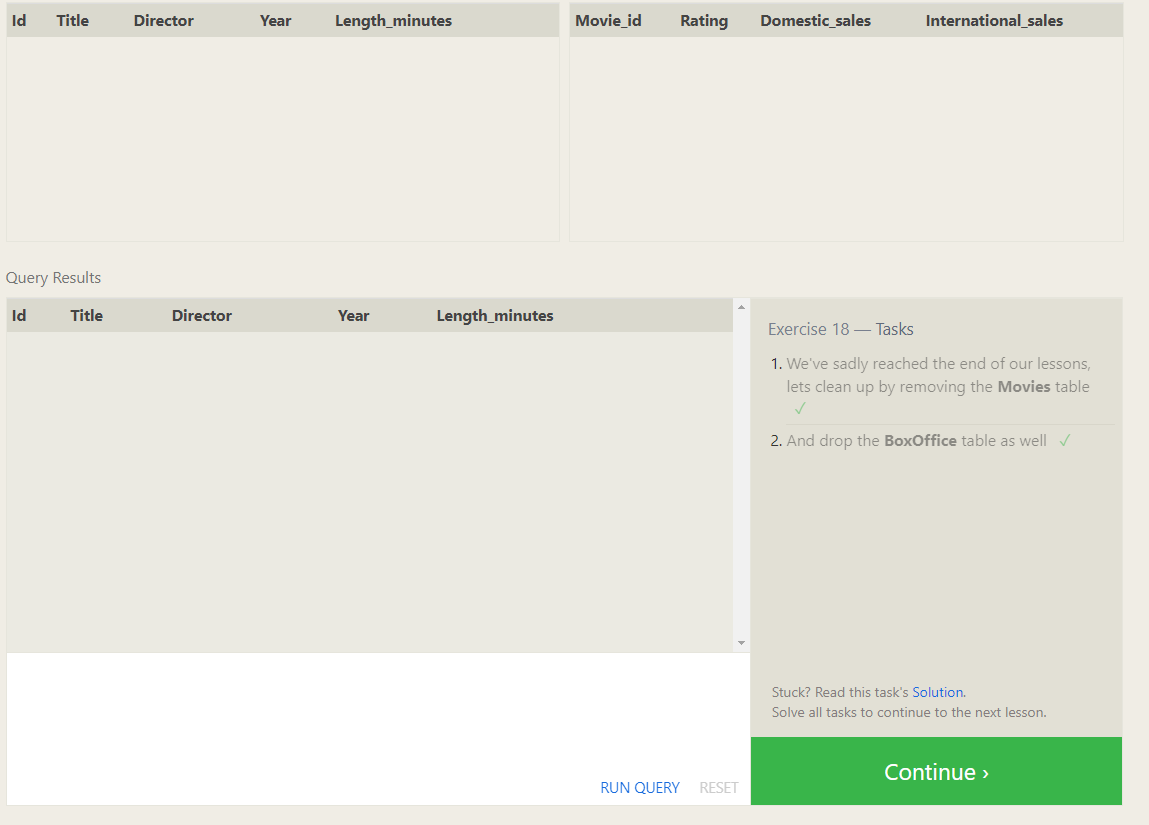 Id Title Director Year Length_minutes
Movie_id Rating Domestic_sales International_sales
Query Results
Id Title Director Year Length_minutes
Exercise 18 — Tasks
1. We've sadly reached the end of our lessons,
lets clean up by removing the Movies table
✓
2. And drop the BoxOffice table as well ✓
Stuck? Read this task's Solution.
Solve all tasks to continue to the next lesson.
RUN QUERY RESET
Continue ›